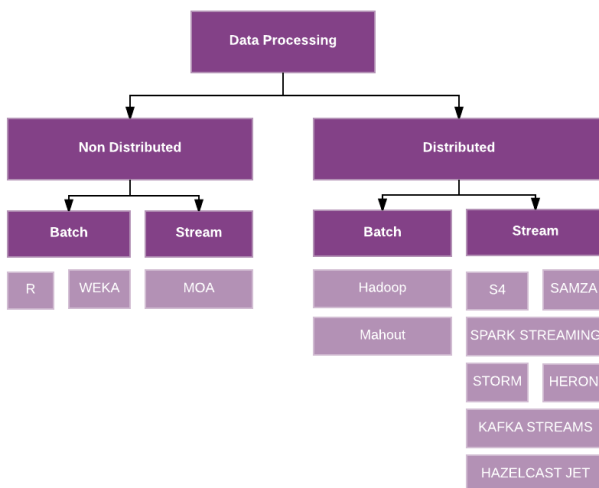 Data Processing
Non Distributed
Distributed
Batch
Stream
Batch
Stream
R
WEKA
MOA
Hadoop
S4
SAMZA
Mahout
SPARK STREAMING
STORM
HERON
KAFKA STREAMS
HAZELCAST JET